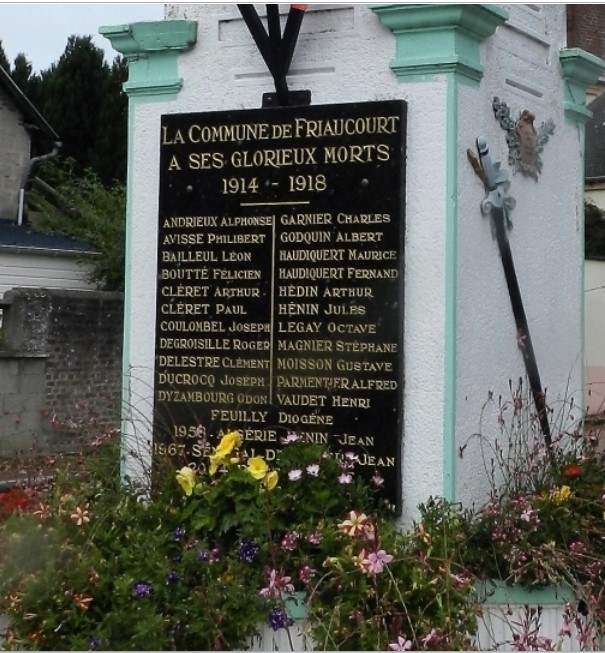 LA COMMUNE DE FRIAUCOURT
A SES GLORIEUX MORTS
1914 - 1918
ANDRIEUX ALPHONSE
AVISSE PHILIBERT
BAILLEUL LÉON
BOUTTÉ FÉLICIEN
CLÉRET ARTHUR
CLÉRET PAUL
COULOMBEL JOSEPH
DEGROISILLE ROGER
DELESTRE CLÉMENT
DUCROCQ JOSEPH
DYZAMBOURG ODON
GARNIER CHARLES
GODQUIN ALBERT
HAUDIQUERT MAURICE
HAUDIQUERT FERNAND
HÉDIN ARTHUR
HÉNIN JULES
LEGAY OCTAVE
MAGNIER STÉPHANE
MOISSON GUSTAVE
PARMENTIER ALFRED
VAUDET HENRI
FEUILLY DIOGÈNE
HÉNIN JEAN
1967 JEAN